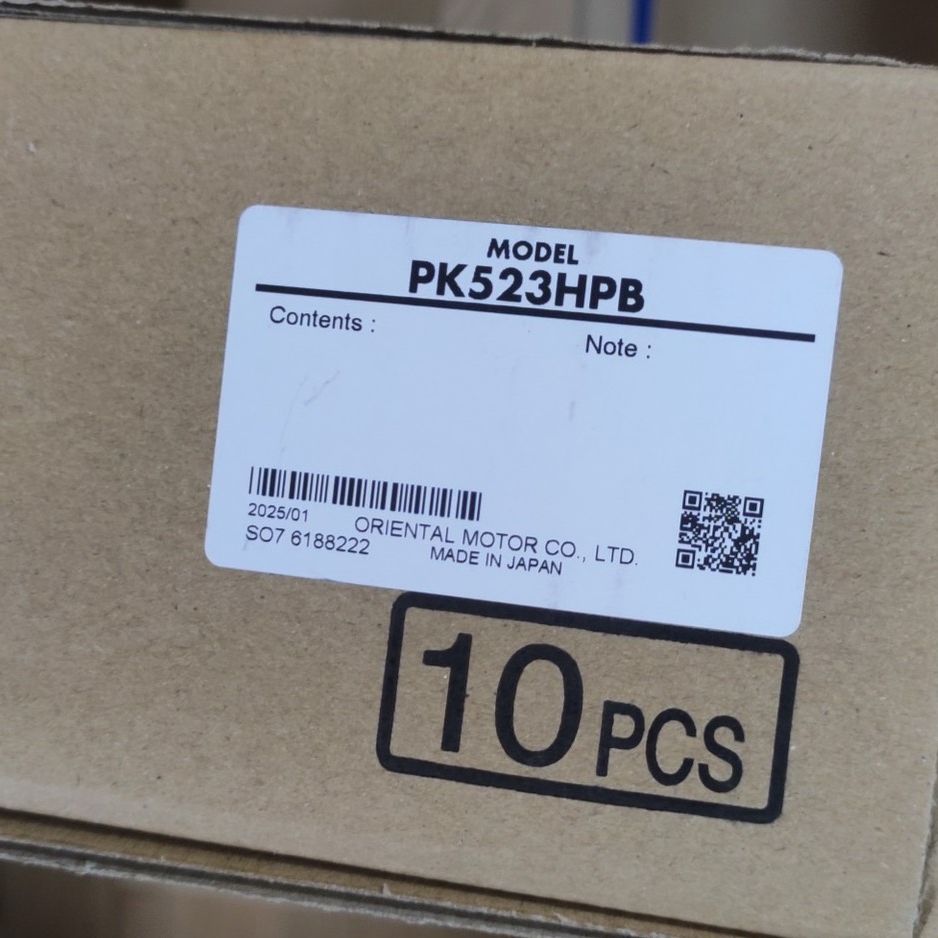 MODEL
PK523HPB
Contents :
Note :
2025/01
ORIENTAL MOTOR CO., LTD.
SO7 6188222
MADE IN JAPAN
10 PCS